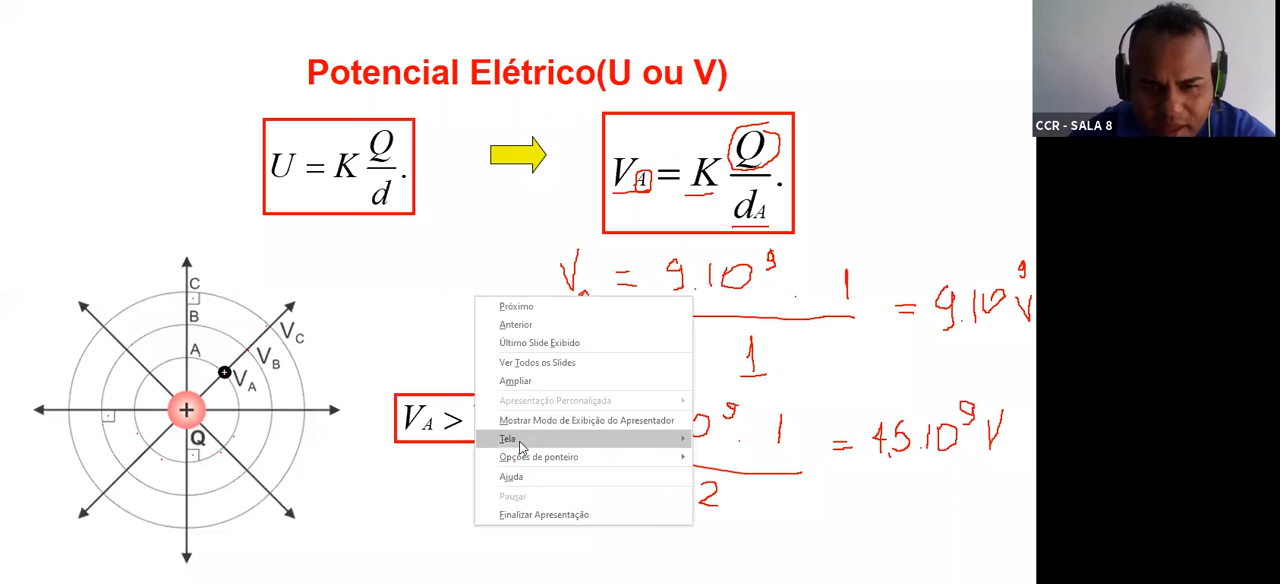 Potencial Elétrico(U ou V)
CCR - SALA 8
U = K Q/d.
V_A = K Q/d_A.
V = 9.10^9 . 1 / 1 = 9.10^9 V
0^9 . 1 / 2 = 4,5.10^9 V
V_A >
C
B
A
V_C
V_B
V_A
+
+
Q
Próximo
Anterior
Último Slide Exibido
Ver Todos os Slides
Ampliar
Apresentação Personalizada
Mostrar Modo de Exibição do Apresentador
Tela
Opções de ponteiro
Ajuda
Pausar
Finalizar Apresentação